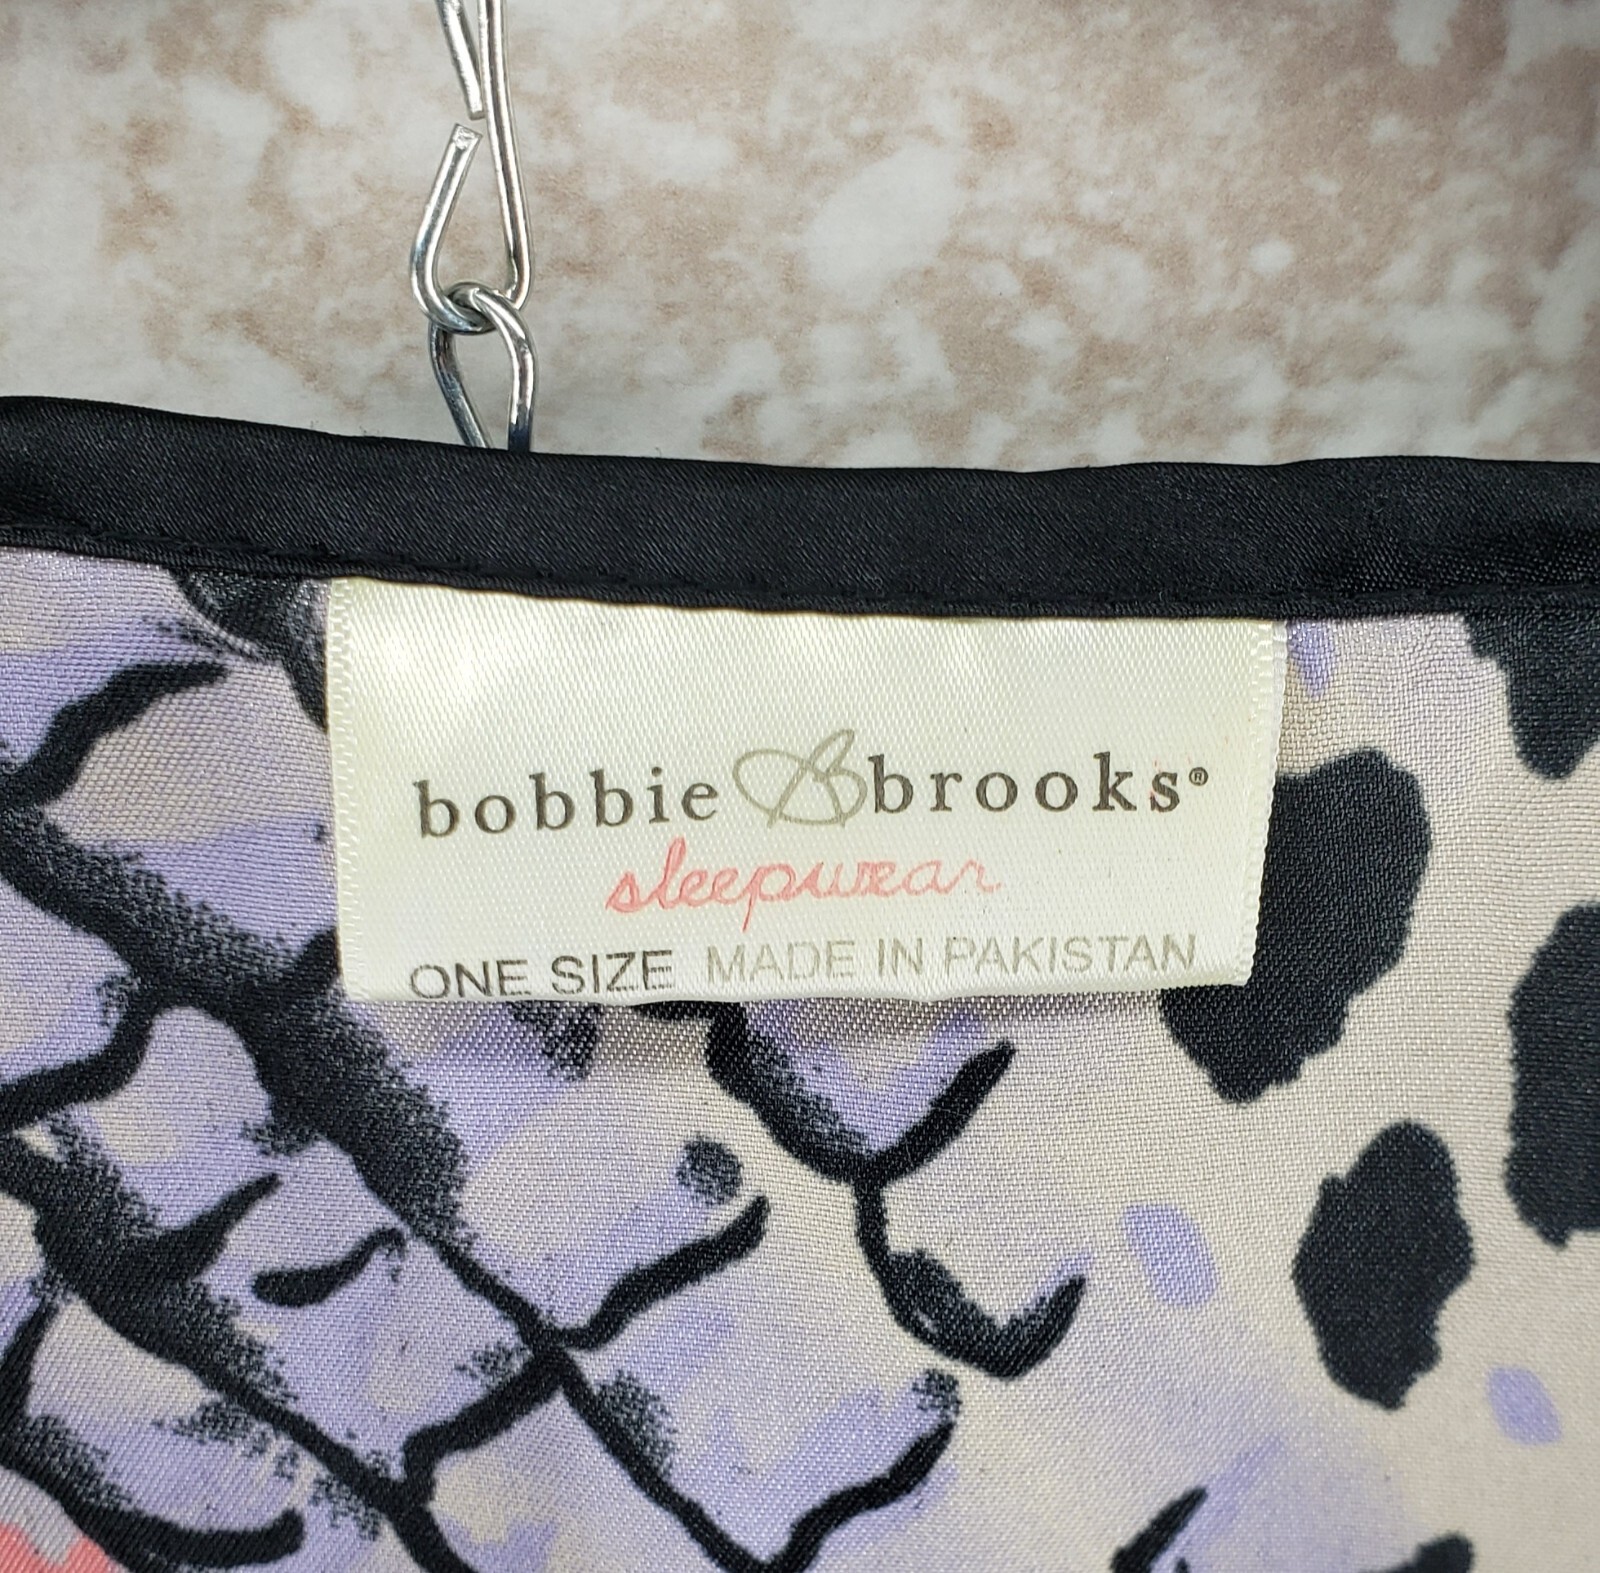 bobbie B brooks®
sleepwear
ONE SIZE MADE IN PAKISTAN